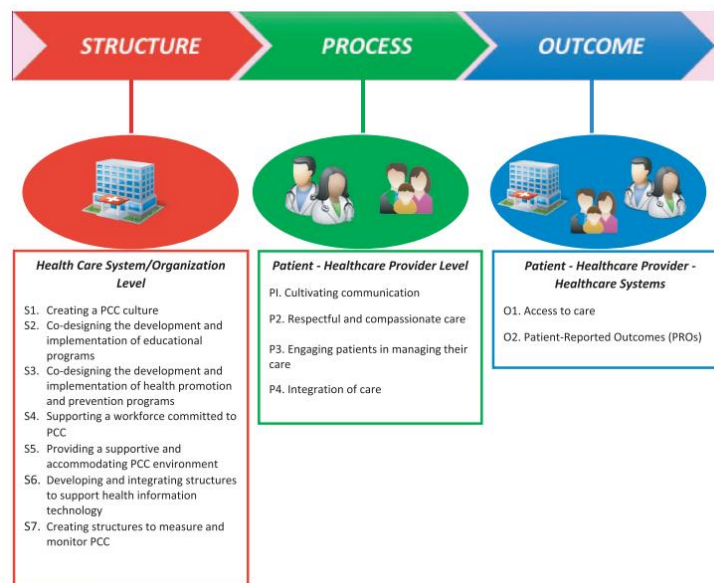 STRUCTURE
PROCESS
OUTCOME
Health Care System/Organization
Level
S1. Creating a PCC culture
S2. Co-designing the development and
implementation of educational
programs
S3. Co-designing the development and
implementation of health promotion
and prevention programs
S4. Supporting a workforce committed to
PCC
S5. Providing a supportive and
accommodating PCC environment
S6. Developing and integrating structures
to support health information
technology
S7. Creating structures to measure and
monitor PCC
Patient - Healthcare Provider Level
PI. Cultivating communication
P2. Respectful and compassionate care
P3. Engaging patients in managing their
care
P4. Integration of care
Patient - Healthcare Provider -
Healthcare Systems
O1. Access to care
O2. Patient-Reported Outcomes (PROs)